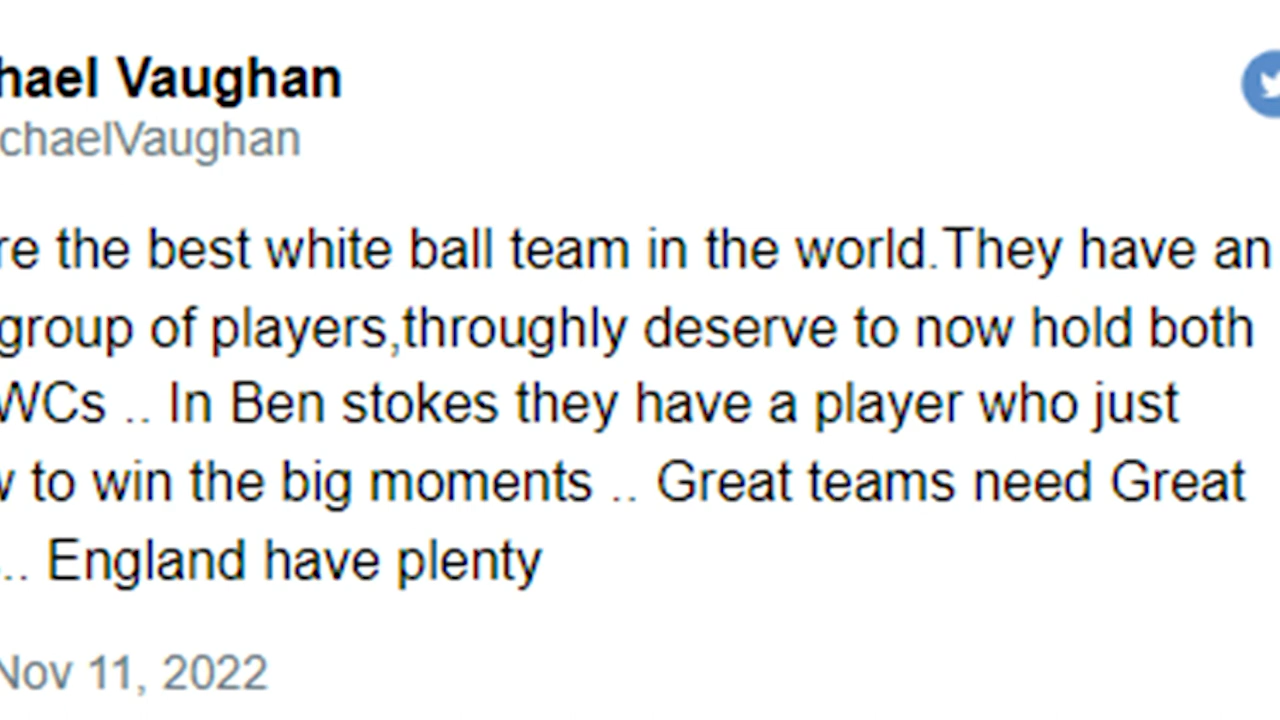 hael Vaughan
chaelVaughan
re the best white ball team in the world.They have an
group of players,throughly deserve to now hold both
WCs .. In Ben stokes they have a player who just
w to win the big moments .. Great teams need Great
.. England have plenty
Nov 11, 2022